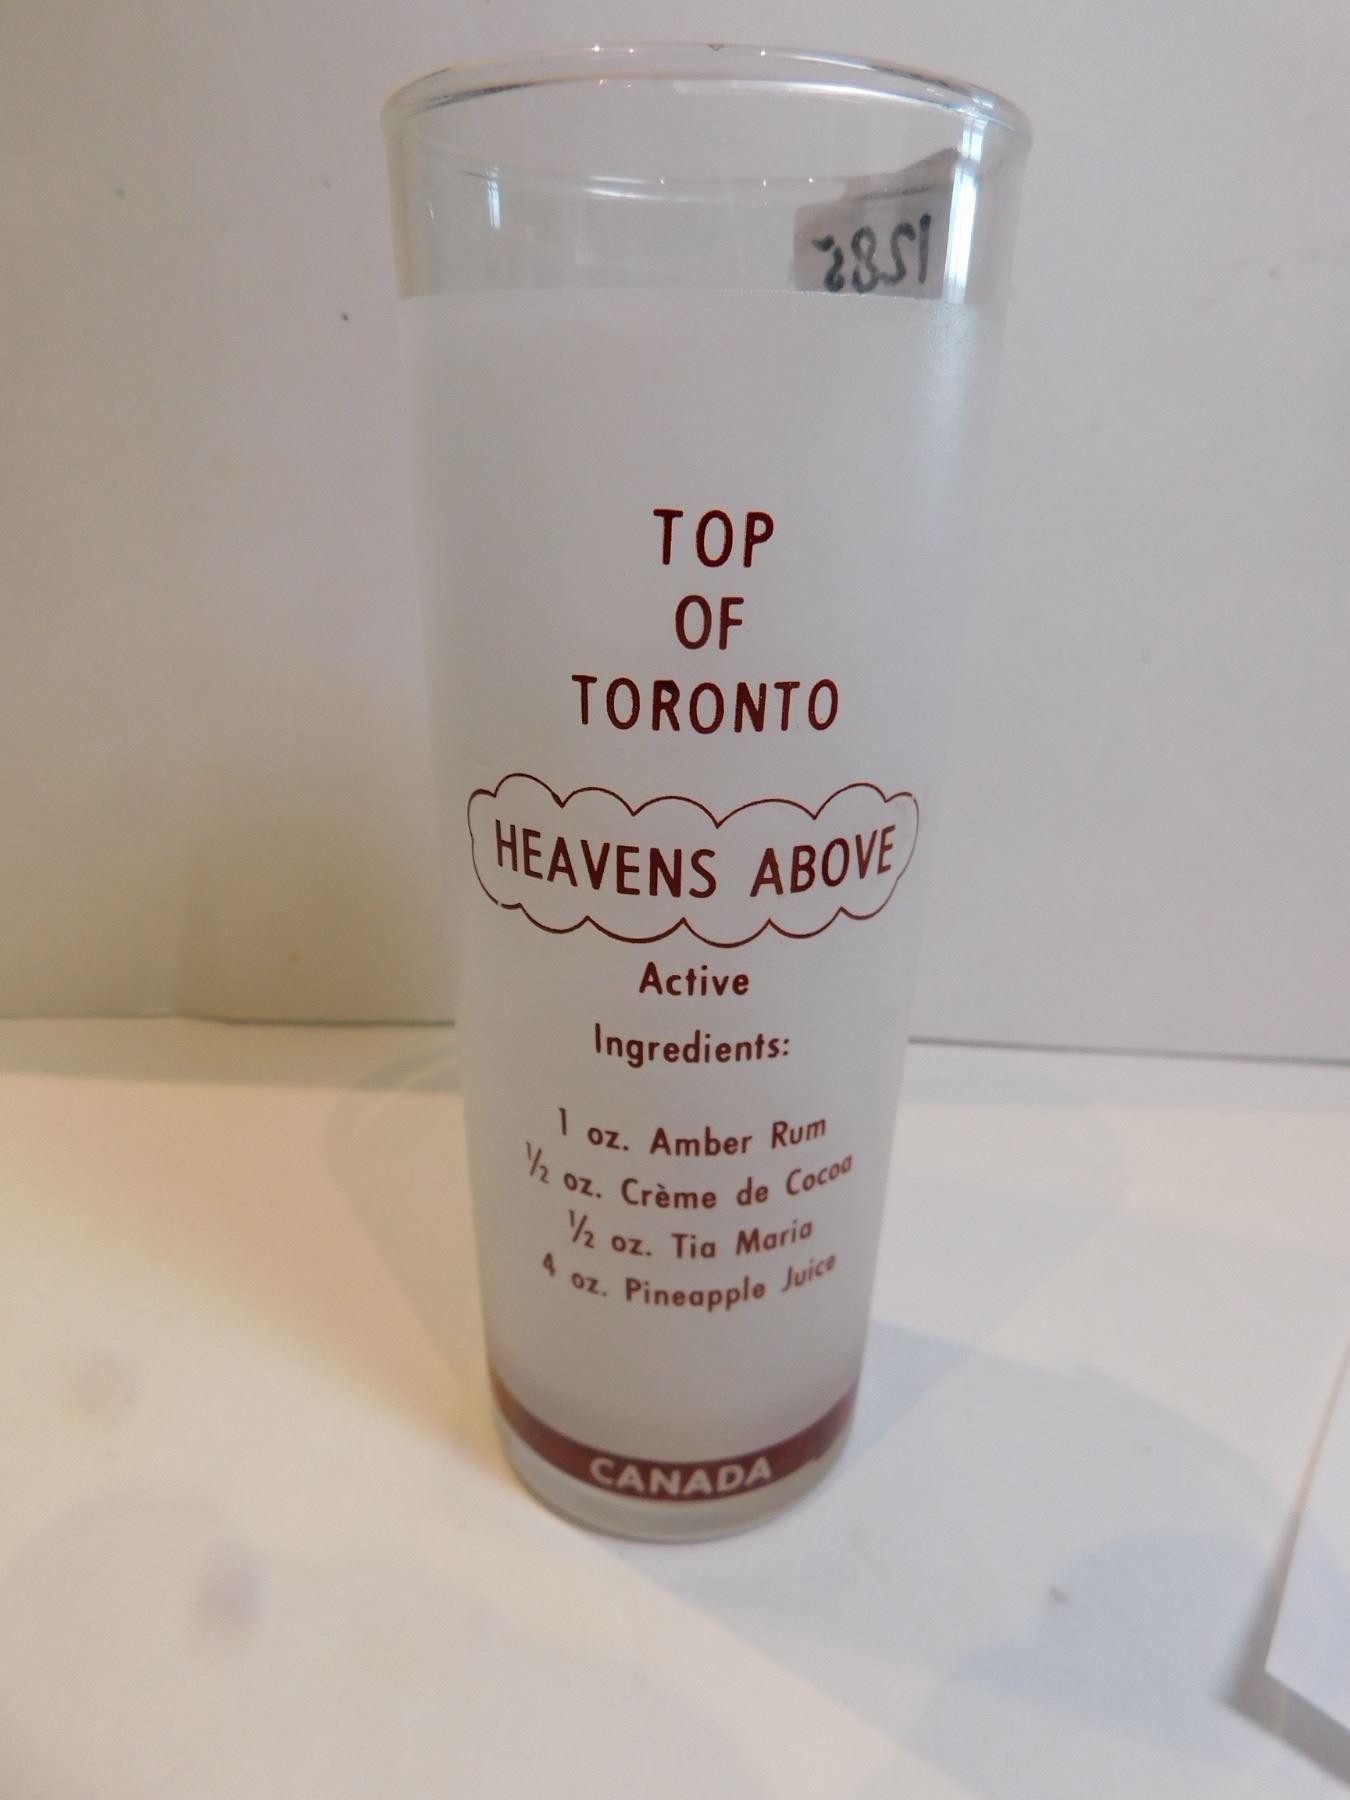 1285
TOP
OF
TORONTO
HEAVENS ABOVE
Active
Ingredients:
1 oz. Amber Rum
½ oz. Crème de Cocoa
½ oz. Tia Maria
4 oz. Pineapple Juice
CANADA